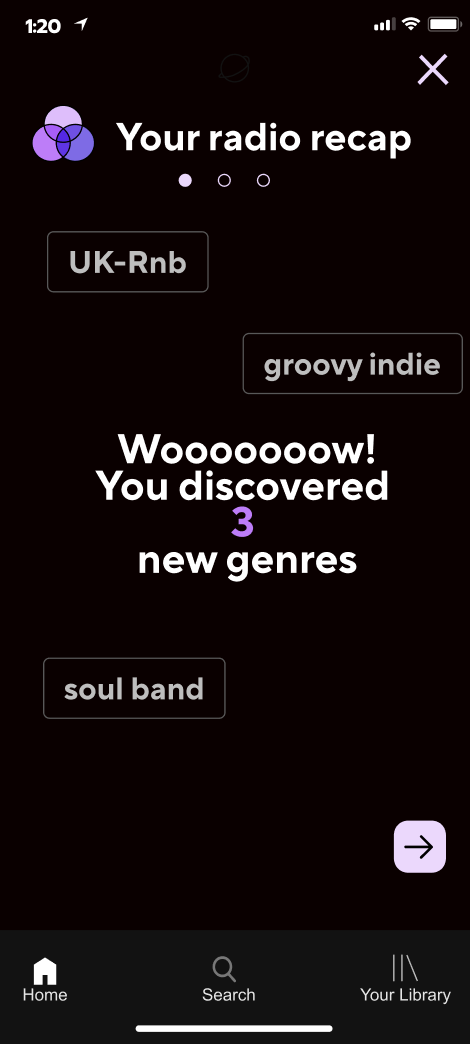 1:20
Your radio recap
UK-Rnb
groovy indie
Wooooooow!
You discovered
3
new genres
soul band
Home
Search
Your Library